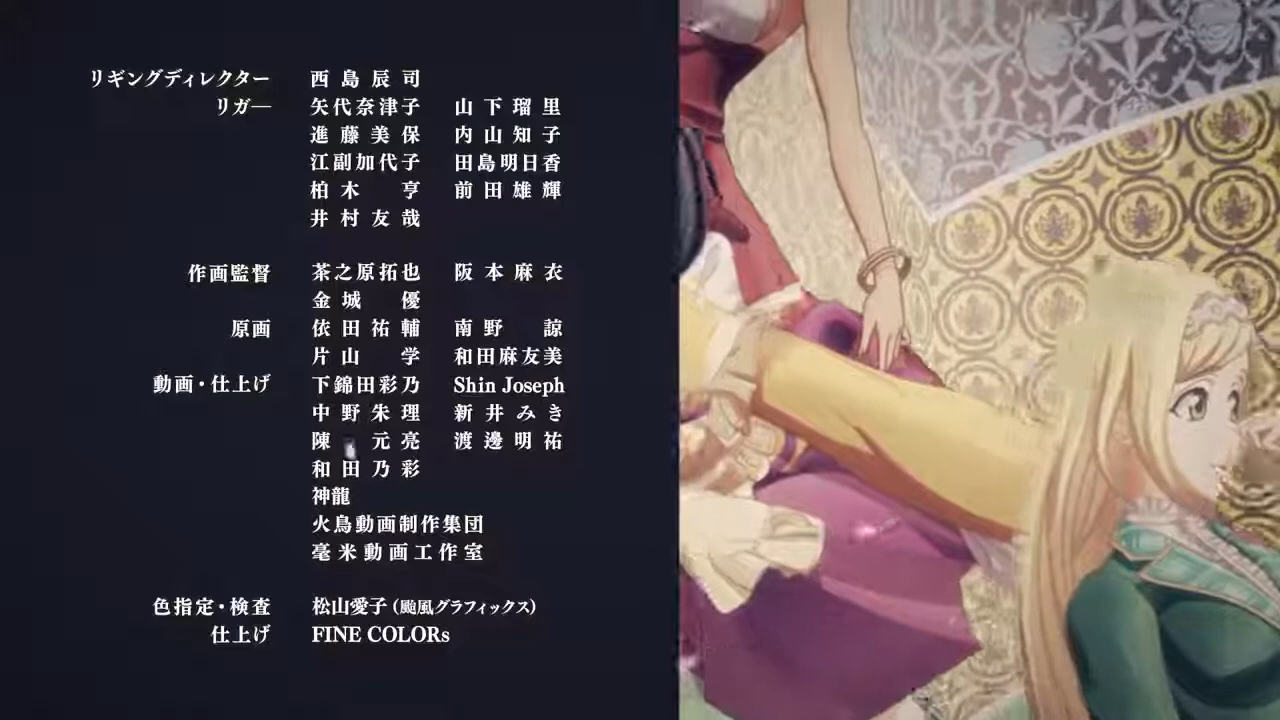 リギングディレクター 西島辰司
リガー 矢代奈津子 山下瑠里
進藤美保 内山知子
江副加代子 田島明日香
柏木亨 前田雄輝
井村友哉
作画監督 茶之原拓也 阪本麻衣
金城優
原画 依田祐輔 南野諒
片山学 和田麻友美
動画・仕上げ 下錦田彩乃 Shin Joseph
中野朱理 新井みき
陳元亮 渡邊明祐
和田乃彩
神龍
火鳥動画制作集団
毫米動画工作室
色指定・検査 松山愛子（颱風グラフィックス）
仕上げ FINE COLORs